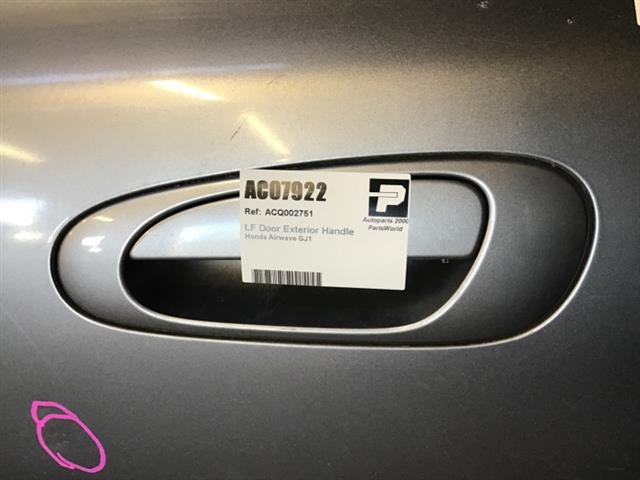 AC07922
Ref: ACQ002751
LF Door Exterior Handle
Honda Airwave GJ1
P
Autoparts 2000
PartsWorld